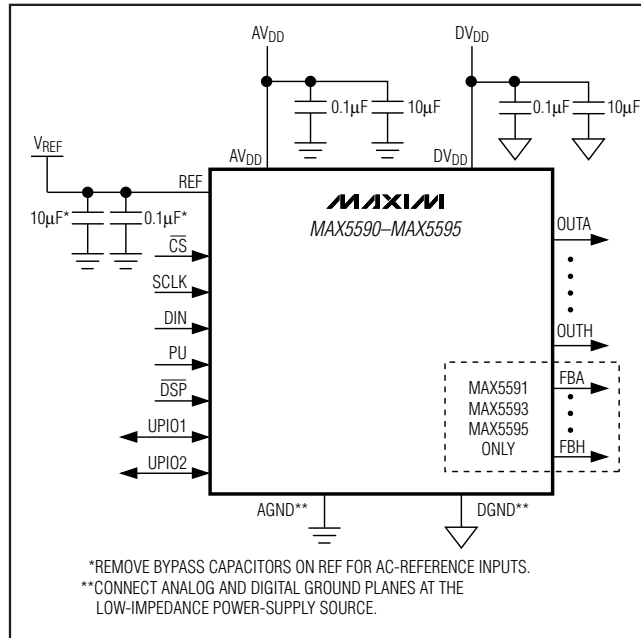 AVDD
DVDD
0.1µF
10µF
0.1µF
10µF
VREF
AVDD
DVDD
REF
MAXIM
MAX5590–MAX5595
10µF*
0.1µF*
CS
SCLK
DIN
PU
DSP
UPIO1
UPIO2
OUTA
OUTH
MAX5591
MAX5593
MAX5595
ONLY
FBA
FBH
AGND**
DGND**
*REMOVE BYPASS CAPACITORS ON REF FOR AC-REFERENCE INPUTS.
**CONNECT ANALOG AND DIGITAL GROUND PLANES AT THE
LOW-IMPEDANCE POWER-SUPPLY SOURCE.